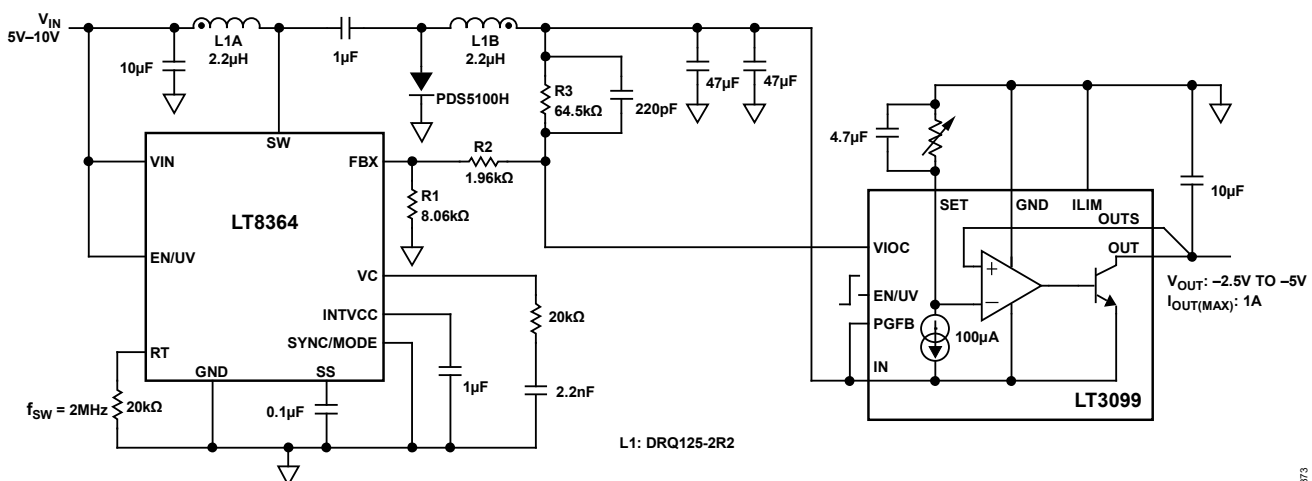 VIN
5V–10V
L1A
2.2µH
10µF
1µF
L1B
2.2µH
PDS5100H
R3
64.5kΩ
220pF
47µF
47µF
SW
VIN
FBX
R2
1.96kΩ
R1
8.06kΩ
LT8364
EN/UV
VC
INTVCC
SYNC/MODE
RT
GND
SS
20kΩ
1µF
2.2nF
fSW = 2MHz
20kΩ
0.1µF
L1: DRQ125-2R2
4.7µF
10µF
SET
GND
ILIM
OUTS
OUT
VIOC
EN/UV
PGFB
IN
+
–
100µA
LT3099
VOUT: –2.5V TO –5V
IOUT(MAX): 1A
873